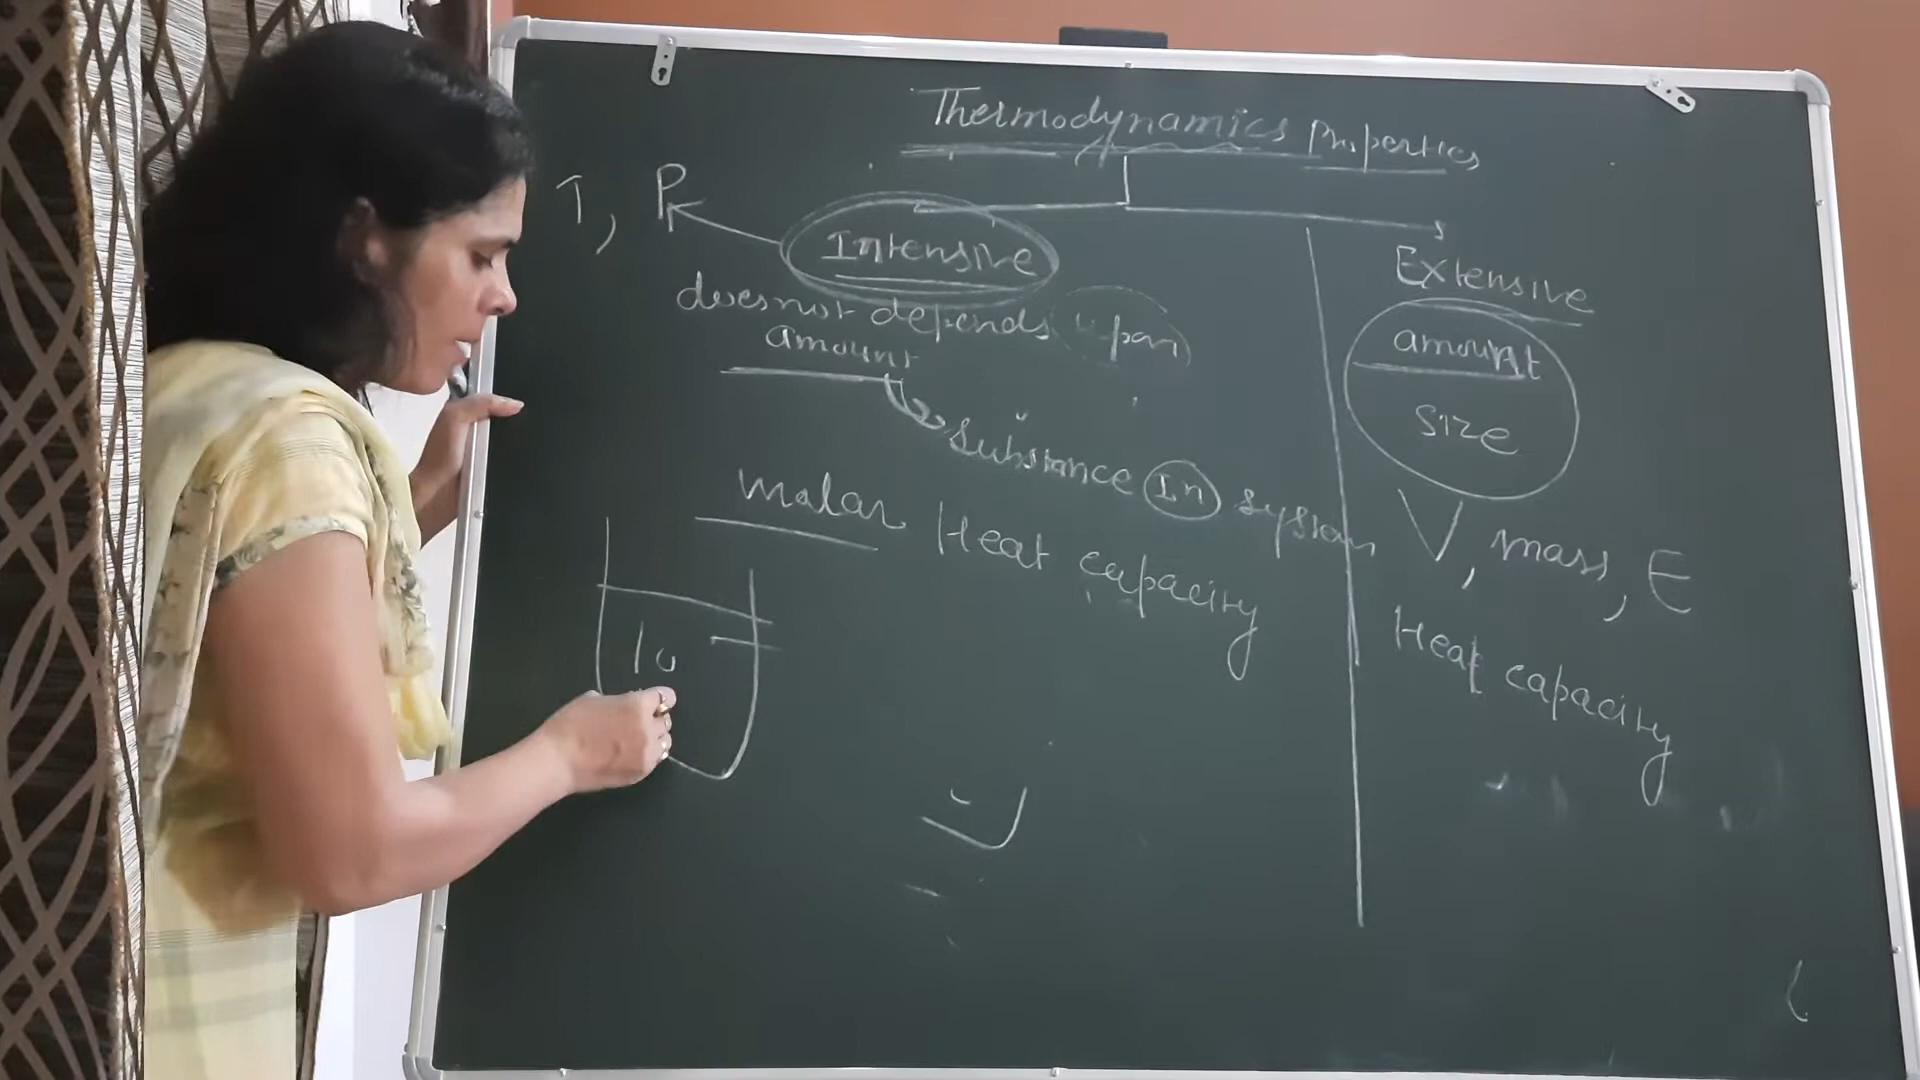 Thermodynamics Properties
T, P
Intensive
does not depends upon
amount
substance In system
molar Heat capacity
10
Extensive
amount
size
V, mass, E
Heat capacity